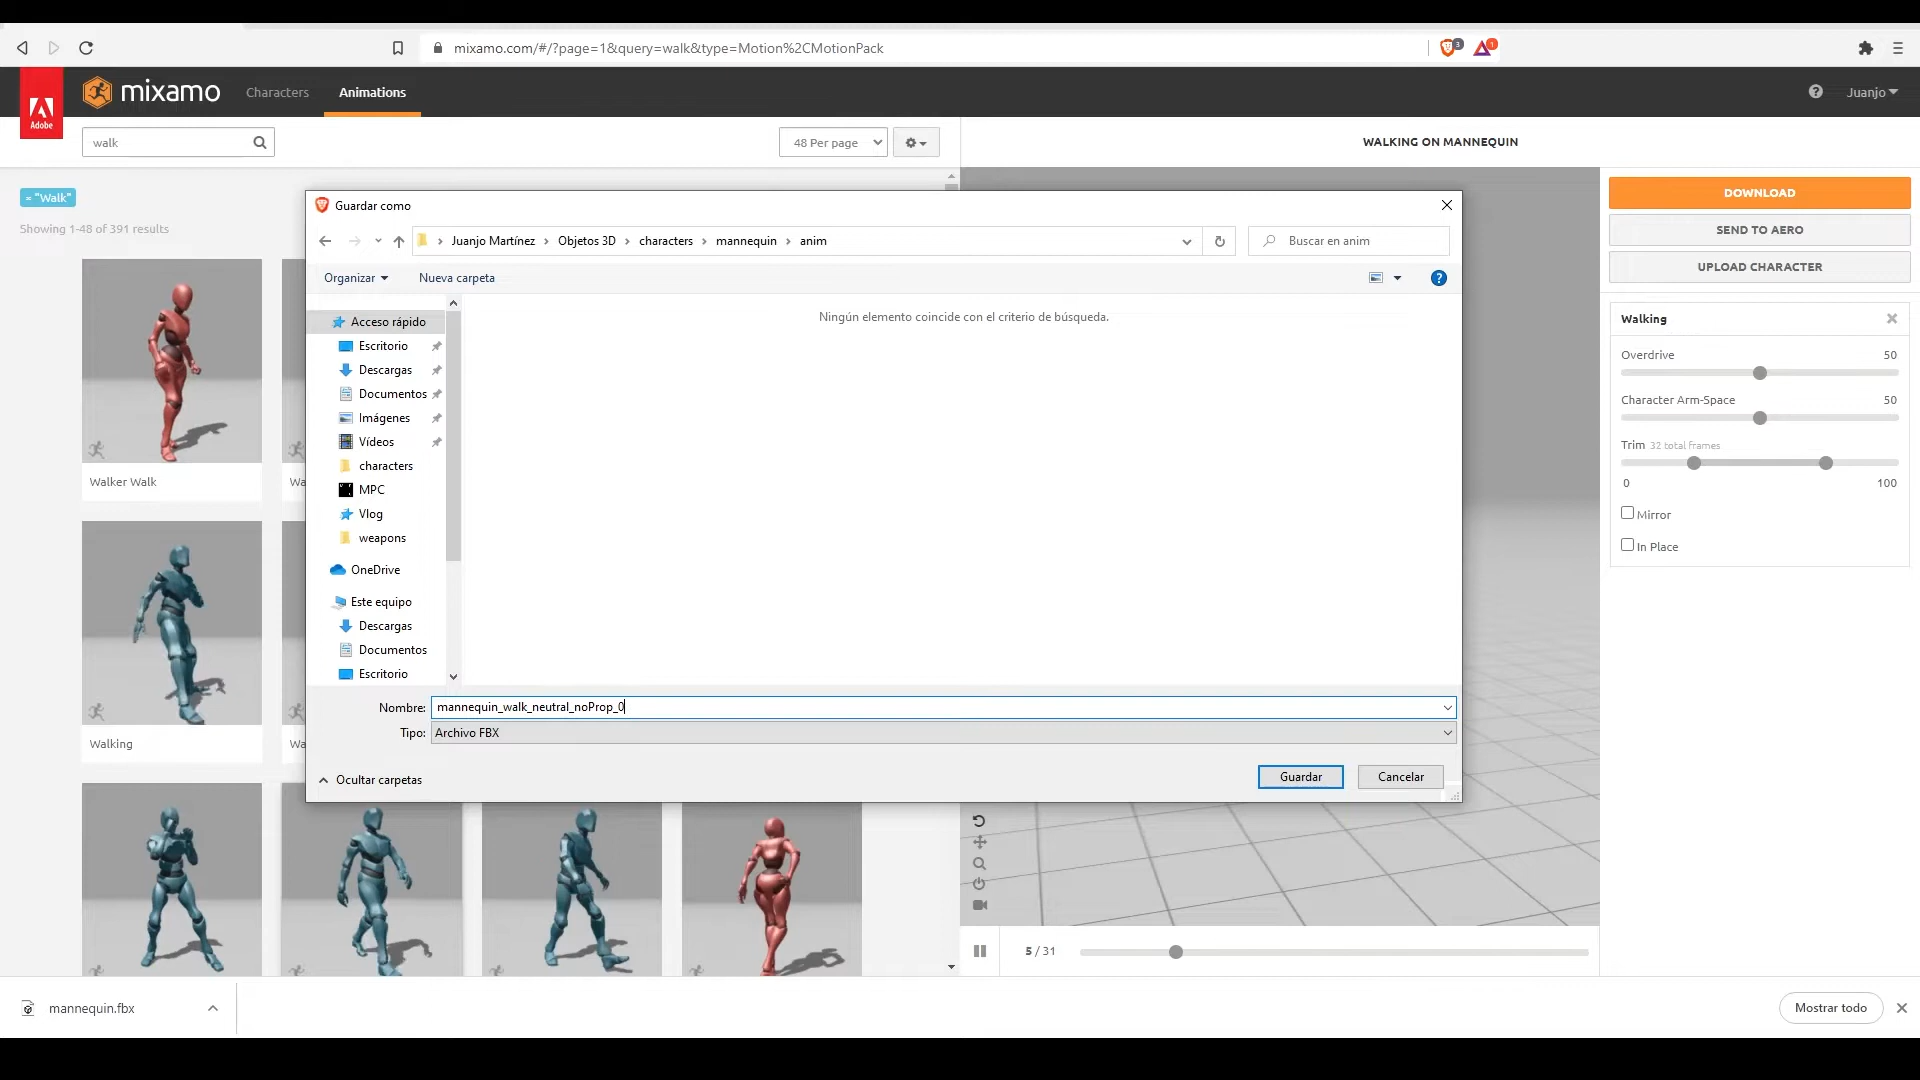 mixamo.com/#/?page=1&query=walk&type=Motion%2CMotionPack
3
1
Adobe
mixamo
Characters
Animations
Juanjo
walk
48 Per page
WALKING ON MANNEQUIN
× "Walk"
Showing 1-48 of 391 results
Walker Walk
Wa
Walking
Wa
Guardar como
Juanjo Martínez
Objetos 3D
characters
mannequin
anim
Buscar en anim
Organizar
Nueva carpeta
Ningún elemento coincide con el criterio de búsqueda.
Acceso rápido
Escritorio
Descargas
Documentos
Imágenes
Vídeos
characters
MPC
Vlog
weapons
OneDrive
Este equipo
Descargas
Documentos
Escritorio
Nombre: mannequin_walk_neutral_noProp_0
Tipo: Archivo FBX
Ocultar carpetas
Guardar
Cancelar
DOWNLOAD
SEND TO AERO
UPLOAD CHARACTER
Walking
Overdrive 50
Character Arm-Space 50
Trim 32 total frames
0 100
Mirror
In Place
5 / 31
mannequin.fbx
Mostrar todo